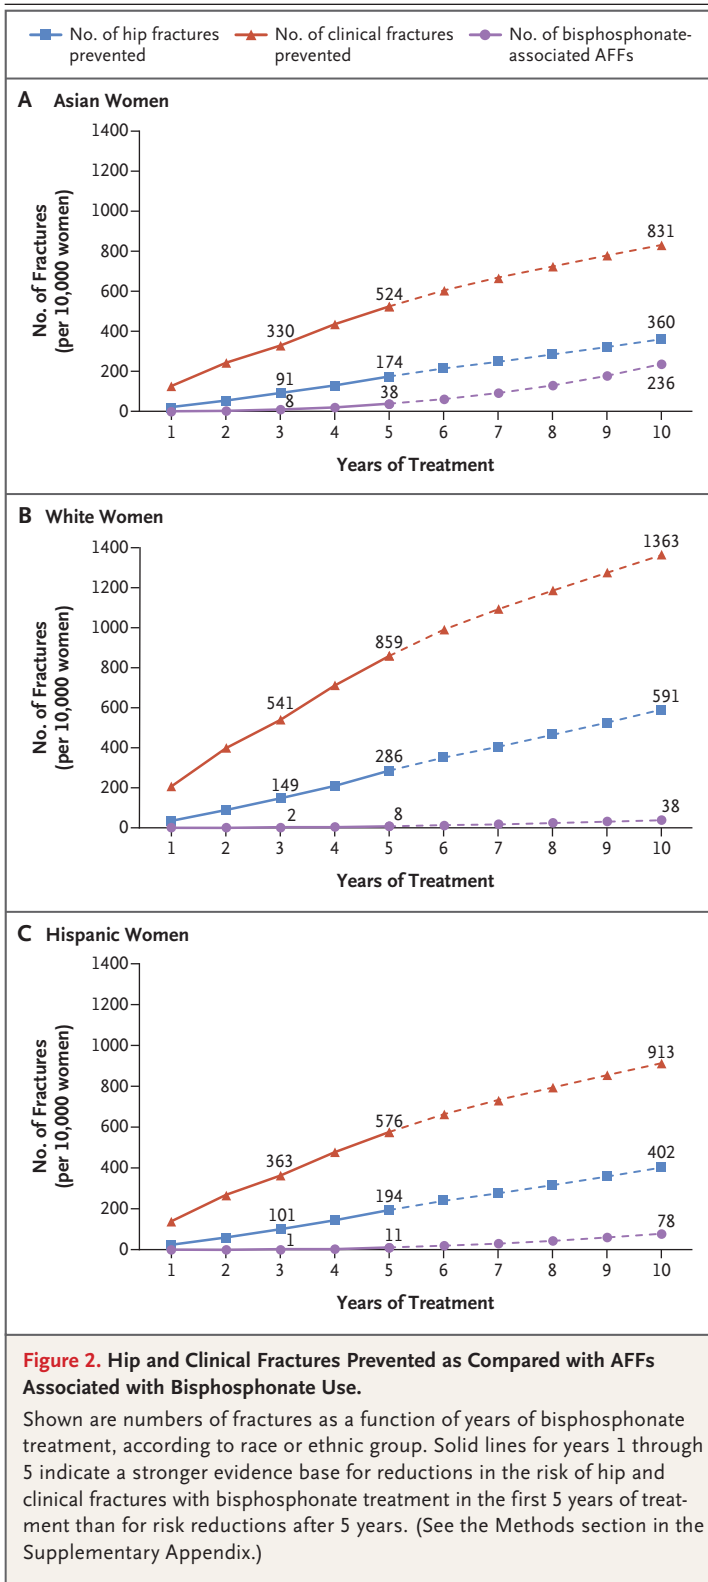 No. of hip fractures prevented
No. of clinical fractures prevented
No. of bisphosphonate-associated AFFs
A Asian Women
No. of Fractures
(per 10,000 women)
1400
1200
1000
800
600
400
200
0
330
524
831
91
174
360
8
38
236
1 2 3 4 5 6 7 8 9 10
Years of Treatment
B White Women
No. of Fractures
(per 10,000 women)
1400
1200
1000
800
600
400
200
0
541
859
1363
149
286
591
2
8
38
1 2 3 4 5 6 7 8 9 10
Years of Treatment
C Hispanic Women
No. of Fractures
(per 10,000 women)
1400
1200
1000
800
600
400
200
0
363
576
913
101
194
402
1
11
78
1 2 3 4 5 6 7 8 9 10
Years of Treatment
Figure 2. Hip and Clinical Fractures Prevented as Compared with AFFs
Associated with Bisphosphonate Use.
Shown are numbers of fractures as a function of years of bisphosphonate
treatment, according to race or ethnic group. Solid lines for years 1 through
5 indicate a stronger evidence base for reductions in the risk of hip and
clinical fractures with bisphosphonate treatment in the first 5 years of treat-
ment than for risk reductions after 5 years. (See the Methods section in the
Supplementary Appendix.)